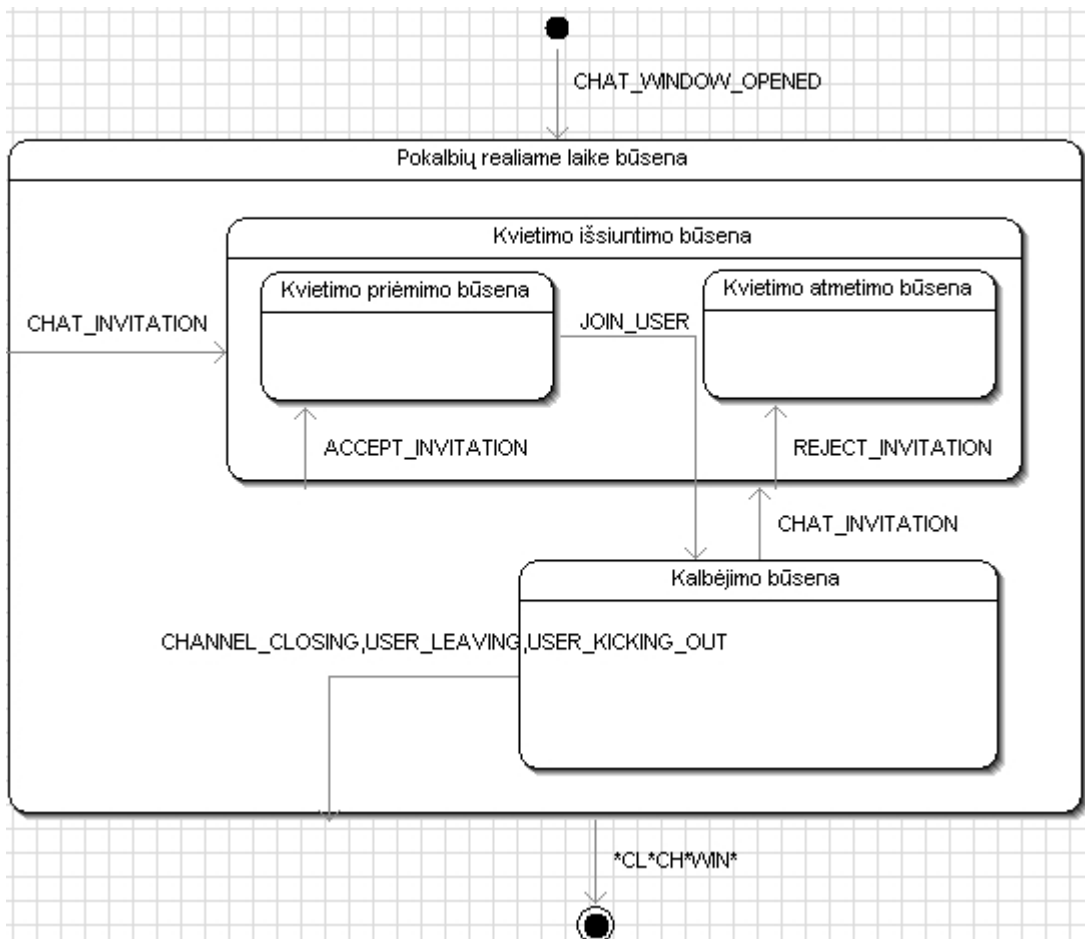 CHAT_WINDOW_OPENED
Pokalbių realiame laike būsena
Kvietimo išsiuntimo būsena
Kvietimo priėmimo būsena
Kvietimo atmetimo būsena
CHAT_INVITATION
JOIN_USER
ACCEPT_INVITATION
REJECT_INVITATION
CHAT_INVITATION
Kalbėjimo būsena
CHANNEL_CLOSING,USER_LEAVING,USER_KICKING_OUT
*CL*CH*WIN*